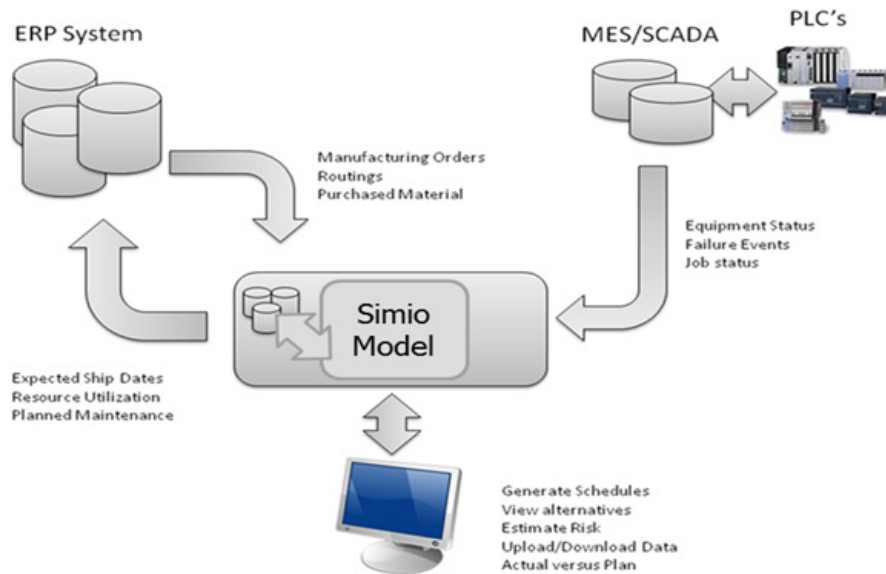 ERP System
MES/SCADA
PLC's
Manufacturing Orders
Routings
Purchased Material
Equipment Status
Failure Events
Job status
Simio
Model
Expected Ship Dates
Resource Utilization
Planned Maintenance
Generate Schedules
View alternatives
Estimate Risk
Upload/Download Data
Actual versus Plan